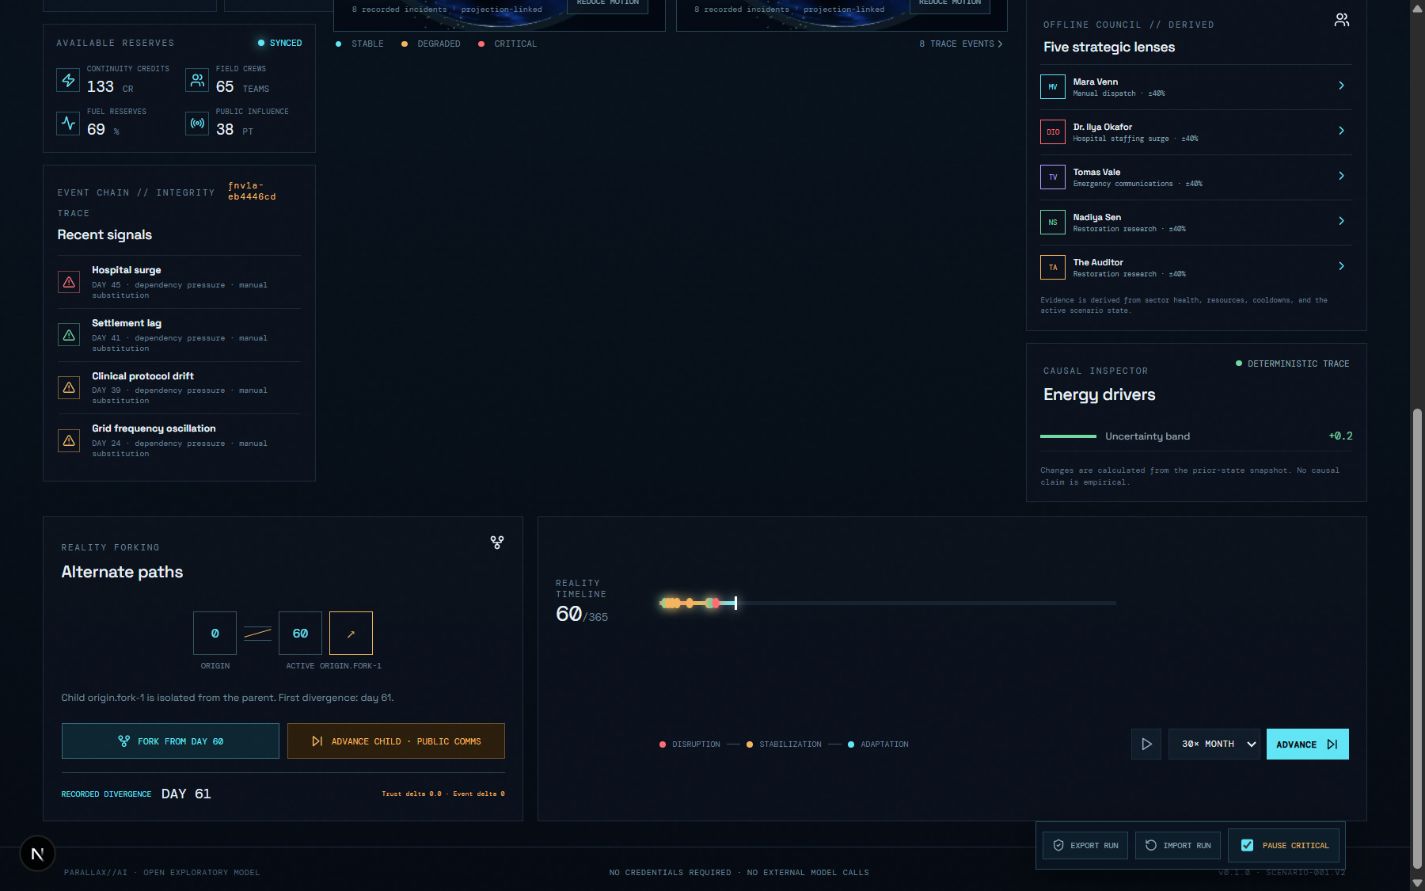 8 recorded incidents · projection-linked
REDUCE MOTION
8 recorded incidents · projection-linked
REDUCE MOTION
STABLE
DEGRADED
CRITICAL
8 TRACE EVENTS
AVAILABLE RESERVES
SYNCED
CONTINUITY CREDITS
133 CR
FIELD CREWS
65 TEAMS
FUEL RESERVES
69 %
PUBLIC INFLUENCE
38 PT
EVENT CHAIN // INTEGRITY
TRACE
fnv1a-
eb4446cd
Recent signals
Hospital surge
DAY 45 · dependency pressure · manual
substitution
Settlement lag
DAY 41 · dependency pressure · manual
substitution
Clinical protocol drift
DAY 39 · dependency pressure · manual
substitution
Grid frequency oscillation
DAY 24 · dependency pressure · manual
substitution
OFFLINE COUNCIL // DERIVED
Five strategic lenses
MV
Mara Venn
Manual dispatch · ±40%
DIO
Dr. Ilya Okafor
Hospital staffing surge · ±40%
TV
Tomas Vale
Emergency communications · ±40%
NS
Nadiya Sen
Restoration research · ±40%
TA
The Auditor
Restoration research · ±40%
Evidence is derived from sector health, resources, cooldowns, and the
active scenario state.
CAUSAL INSPECTOR
DETERMINISTIC TRACE
Energy drivers
Uncertainty band
+0.2
Changes are calculated from the prior-state snapshot. No causal
claim is empirical.
REALITY FORKING
Alternate paths
0
60
↗
ORIGIN
ACTIVE
ORIGIN.FORK-1
Child origin.fork-1 is isolated from the parent. First divergence: day 61.
FORK FROM DAY 60
ADVANCE CHILD · PUBLIC COMMS
RECORDED DIVERGENCE DAY 61
Trust delta 0.0 · Event delta 0
REALITY
TIMELINE
60/365
DISRUPTION
STABILIZATION
ADAPTATION
30× MONTH
ADVANCE
EXPORT RUN
IMPORT RUN
PAUSE CRITICAL
N
PARALLAX//AI · OPEN EXPLORATORY MODEL
NO CREDENTIALS REQUIRED · NO EXTERNAL MODEL CALLS
v0.1.0 · SCENARIO-001.V2